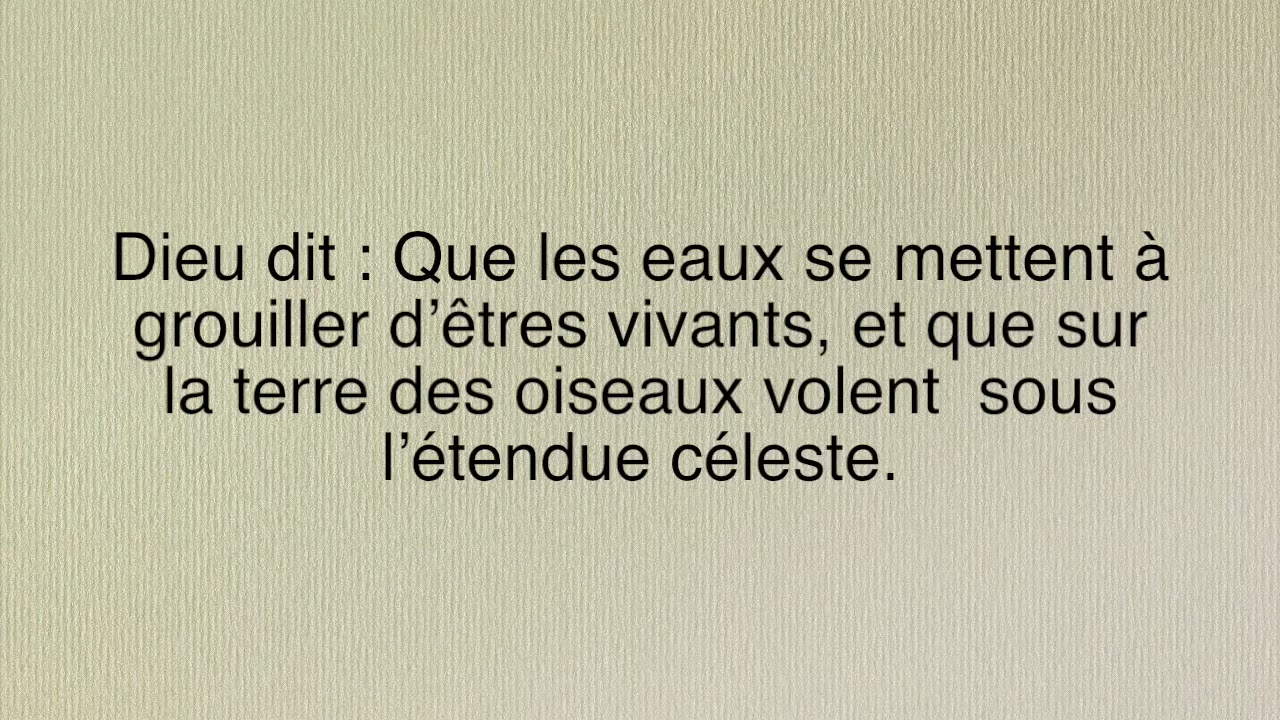 Dieu dit : Que les eaux se mettent à
grouiller d’êtres vivants, et que sur
la terre des oiseaux volent  sous
l’étendue céleste.